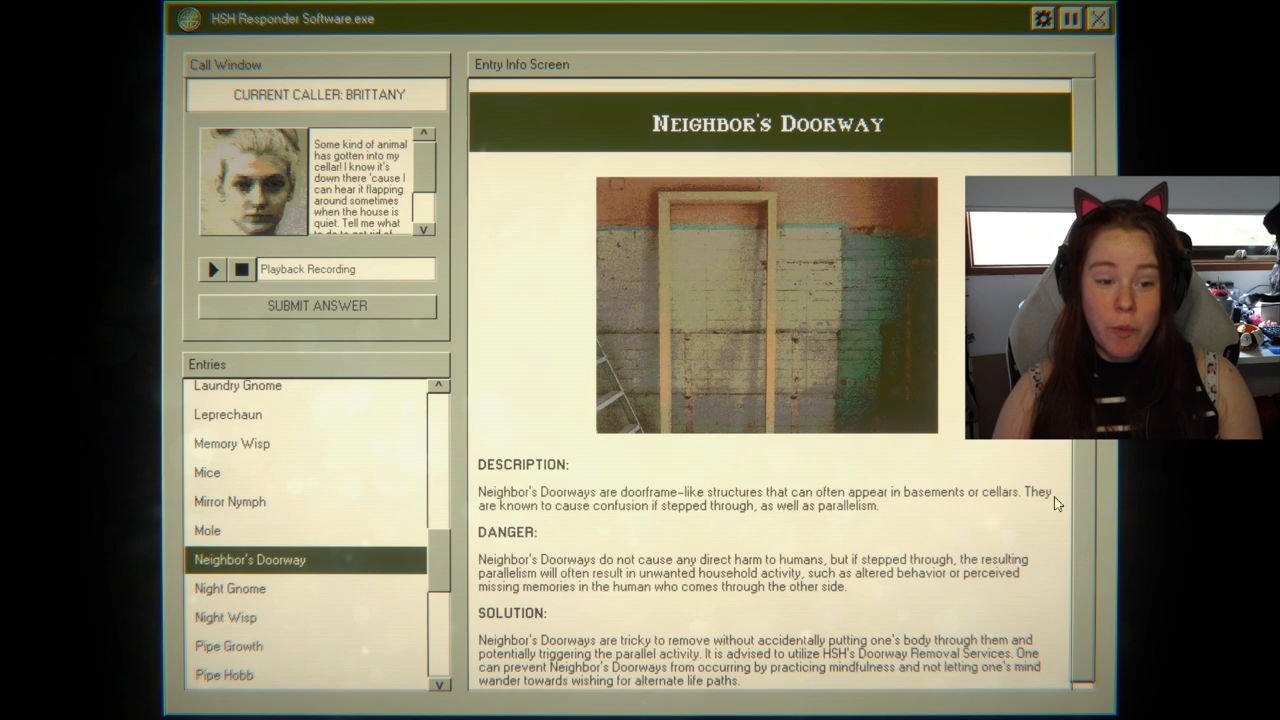 HSH Responder Software.exe
Call Window
CURRENT CALLER: BRITTANY
Some kind of animal
has gotten into my
cellar! I know it's
down there 'cause I
can hear it flapping
around sometimes
when the house is
quiet. Tell me what
to do to get rid of
Playback Recording
SUBMIT ANSWER
Entries
Laundry Gnome
Leprechaun
Memory Wisp
Mice
Mirror Nymph
Mole
Neighbor's Doorway
Night Gnome
Night Wisp
Pipe Growth
Pipe Hobb
Entry Info Screen
Neighbor's Doorway
DESCRIPTION:
Neighbor's Doorways are doorframe-like structures that can often appear in basements or cellars. They
are known to cause confusion if stepped through, as well as parallelism.
DANGER:
Neighbor's Doorways do not cause any direct harm to humans, but if stepped through, the resulting
parallelism will often result in unwanted household activity, such as altered behavior or perceived
missing memories in the human who comes through the other side.
SOLUTION:
Neighbor's Doorways are tricky to remove without accidentally putting one's body through them and
potentially triggering the parallel activity. It is advised to utilize HSH's Doorway Removal Services. One
can prevent Neighbor's Doorways from occurring by practicing mindfulness and not letting one's mind
wander towards wishing for alternate life paths.